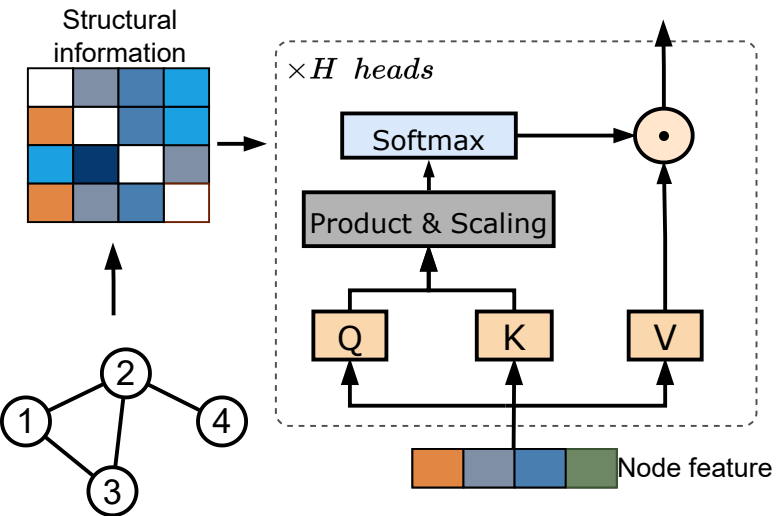 Structural
information
×H heads
Softmax
Product & Scaling
Q
K
V
2
1
4
3
Node feature